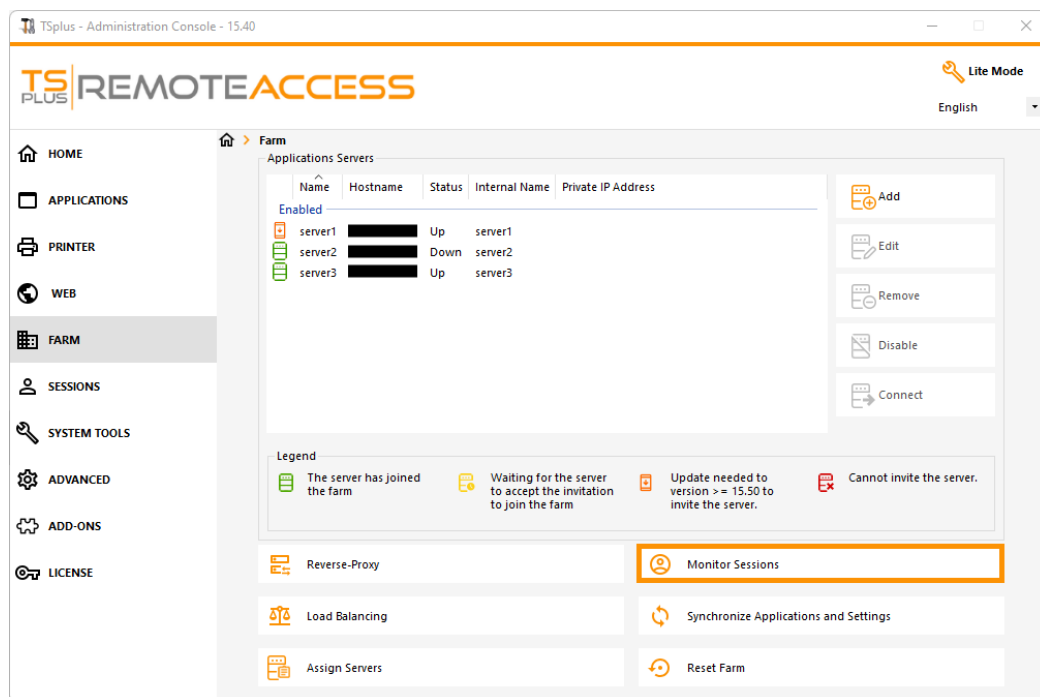 TSplus - Administration Console - 15.40
TS PLUS REMOTEACCESS
Lite Mode
English
HOME
APPLICATIONS
PRINTER
WEB
FARM
SESSIONS
SYSTEM TOOLS
ADVANCED
ADD-ONS
LICENSE
Farm
Applications Servers
Name Hostname Status Internal Name Private IP Address
Enabled
server1 Up server1
server2 Down server2
server3 Up server3
Add
Edit
Remove
Disable
Connect
Legend
The server has joined
the farm
Waiting for the server
to accept the invitation
to join the farm
Update needed to
version >= 15.50 to
invite the server.
Cannot invite the server.
Reverse-Proxy
Monitor Sessions
Load Balancing
Synchronize Applications and Settings
Assign Servers
Reset Farm